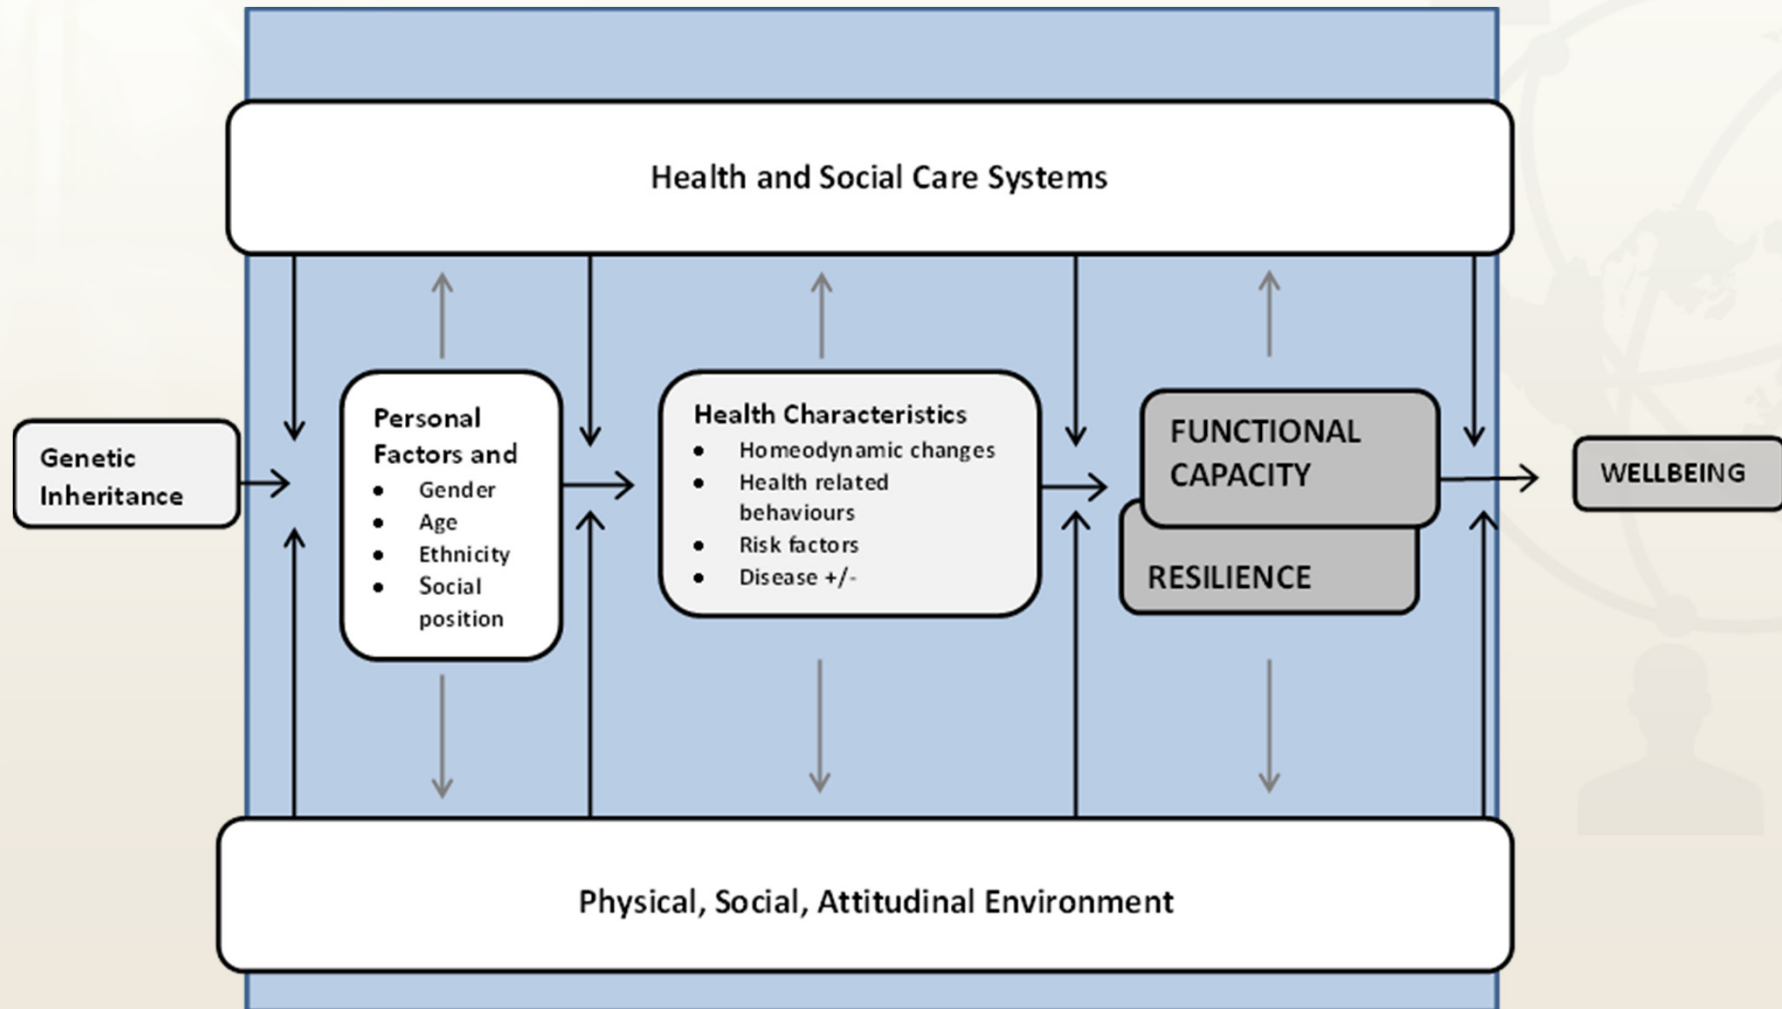 Health and Social Care Systems
Genetic
Inheritance
Personal
Factors and
• Gender
• Age
• Ethnicity
• Social
position
Health Characteristics
• Homeodynamic changes
• Health related
behaviours
• Risk factors
• Disease +/-
FUNCTIONAL
CAPACITY
RESILIENCE
WELLBEING
Physical, Social, Attitudinal Environment